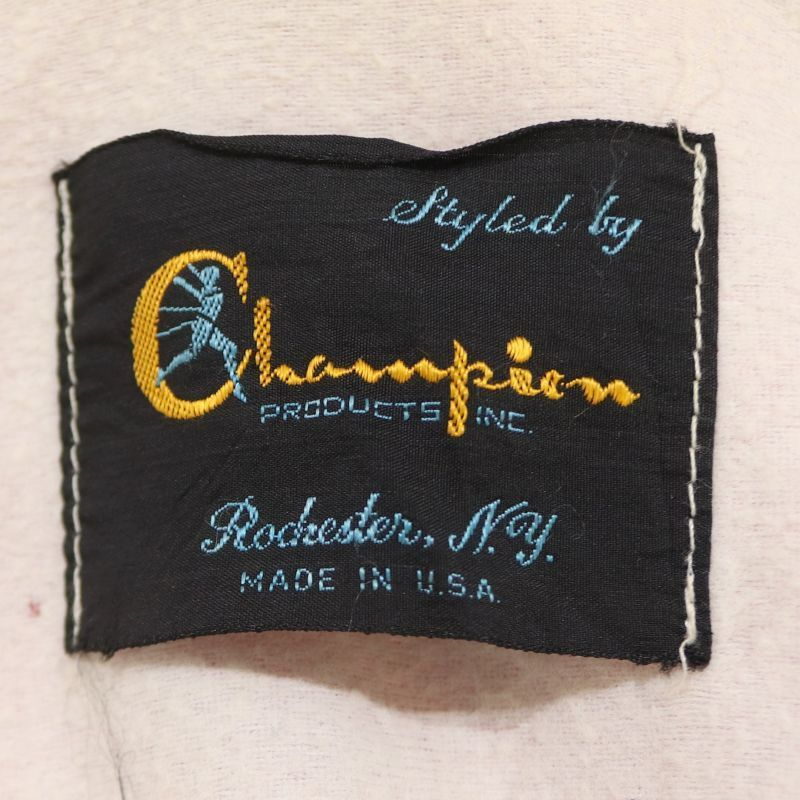 Styled by
Champion
PRODUCTS INC.
Rochester, N.Y.
MADE IN U.S.A.